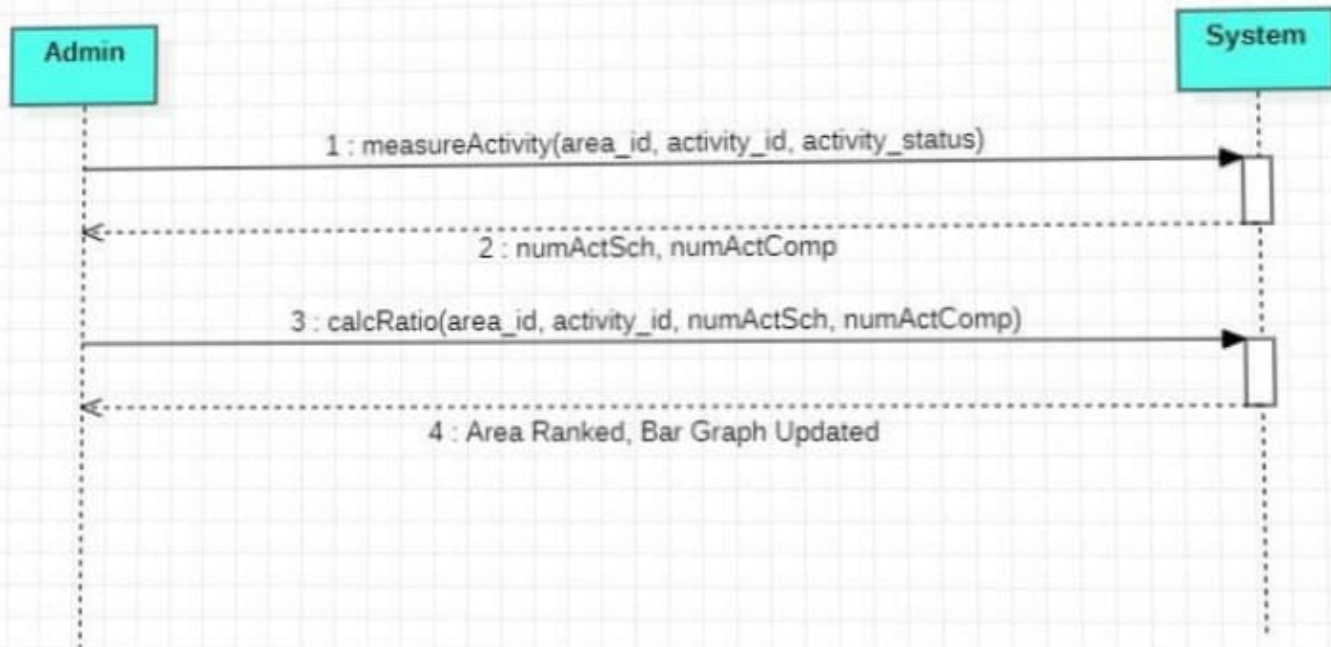 Admin
System
1 : measureActivity(area_id, activity_id, activity_status)
2 : numActSch, numActComp
3 : calcRatio(area_id, activity_id, numActSch, numActComp)
4 : Area Ranked, Bar Graph Updated